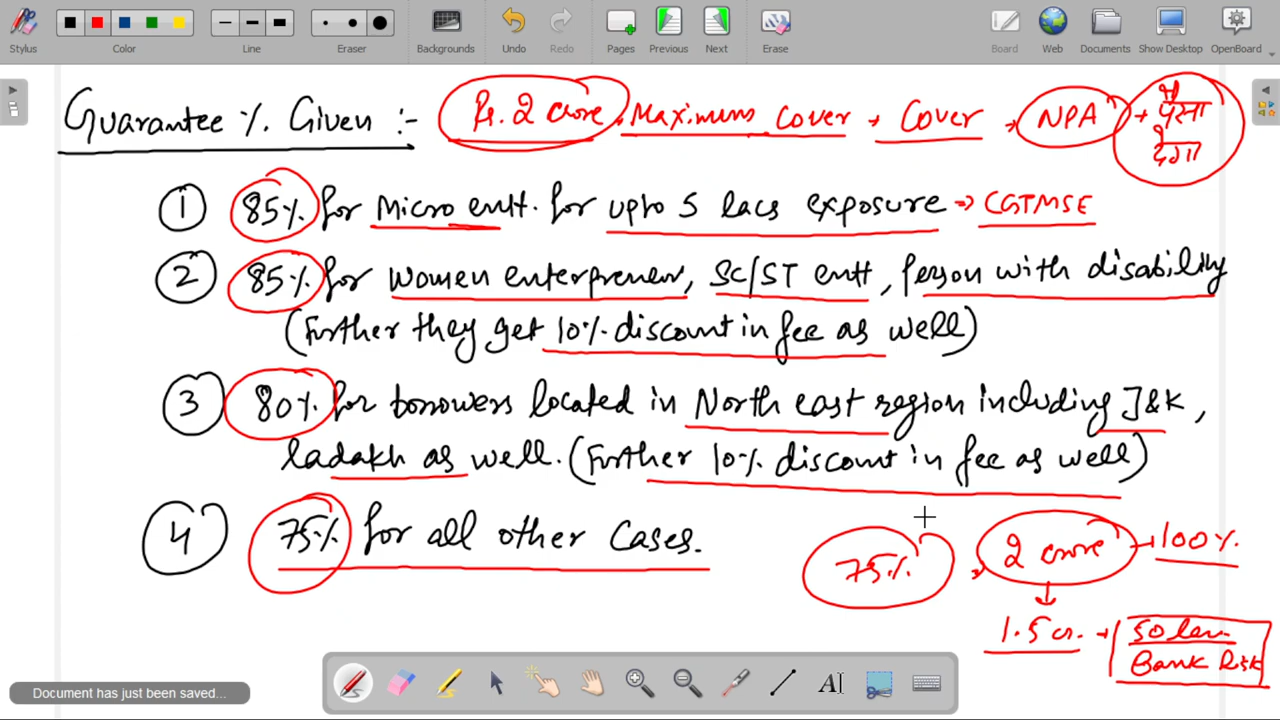 Stylus
Color
Line
Eraser
Backgrounds
Undo
Redo
Pages
Previous
Next
Erase
Board
Web
Documents
Show Desktop
OpenBoard
Guarantee % Given :- Rs. 2 crore. Maximum cover → Cover → NPA →
85% for Micro entt. for upto 5 lacs exposure → CGTMSE
1
2
85% for Women enterpreneur, SC/ST entt, Person with disability
(Further they get 10% discount in fee as well)
3
80% for borrowers located in North east region including J&K,
ladakh as well. (Further 10% discount in fee as well)
4
75% for all other Cases.
75% → 2 crore → 100%.
1.5 cr. → 50 lacs
Bank Risk
Document has just been saved...